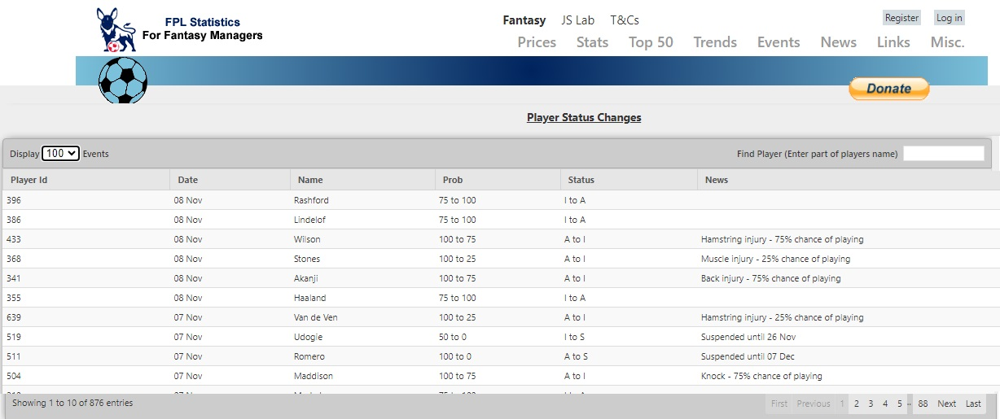 FPL Statistics
For Fantasy Managers
Fantasy JS Lab T&Cs
Register Log in
Prices Stats Top 50 Trends Events News Links Misc.
Donate
Player Status Changes
Display 100 Events Find Player (Enter part of players name)
Player Id Date Name Prob Status News
396 08 Nov Rashford 75 to 100 I to A
386 08 Nov Lindelof 75 to 100 I to A
433 08 Nov Wilson 100 to 75 A to I Hamstring injury - 75% chance of playing
368 08 Nov Stones 100 to 25 A to I Muscle injury - 25% chance of playing
341 08 Nov Akanji 100 to 75 A to I Back injury - 75% chance of playing
355 08 Nov Haaland 75 to 100 I to A
639 07 Nov Van de Ven 100 to 25 A to I Hamstring injury - 25% chance of playing
519 07 Nov Udogie 50 to 0 I to S Suspended until 26 Nov
511 07 Nov Romero 100 to 0 A to S Suspended until 07 Dec
504 07 Nov Maddison 100 to 75 A to I Knock - 75% chance of playing
Showing 1 to 10 of 876 entries First Previous 1 2 3 4 5 .. 88 Next Last